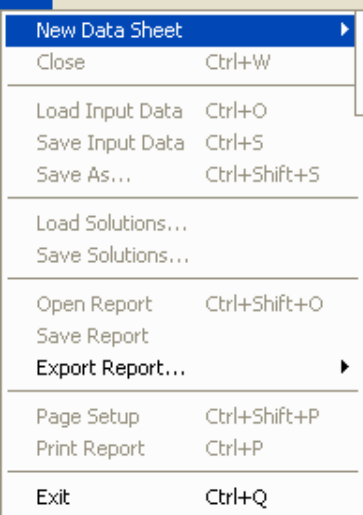 New Data Sheet
Close Ctrl+W
Load Input Data Ctrl+O
Save Input Data Ctrl+S
Save As... Ctrl+Shift+S
Load Solutions...
Save Solutions...
Open Report Ctrl+Shift+O
Save Report
Export Report...
Page Setup Ctrl+Shift+P
Print Report Ctrl+P
Exit Ctrl+Q